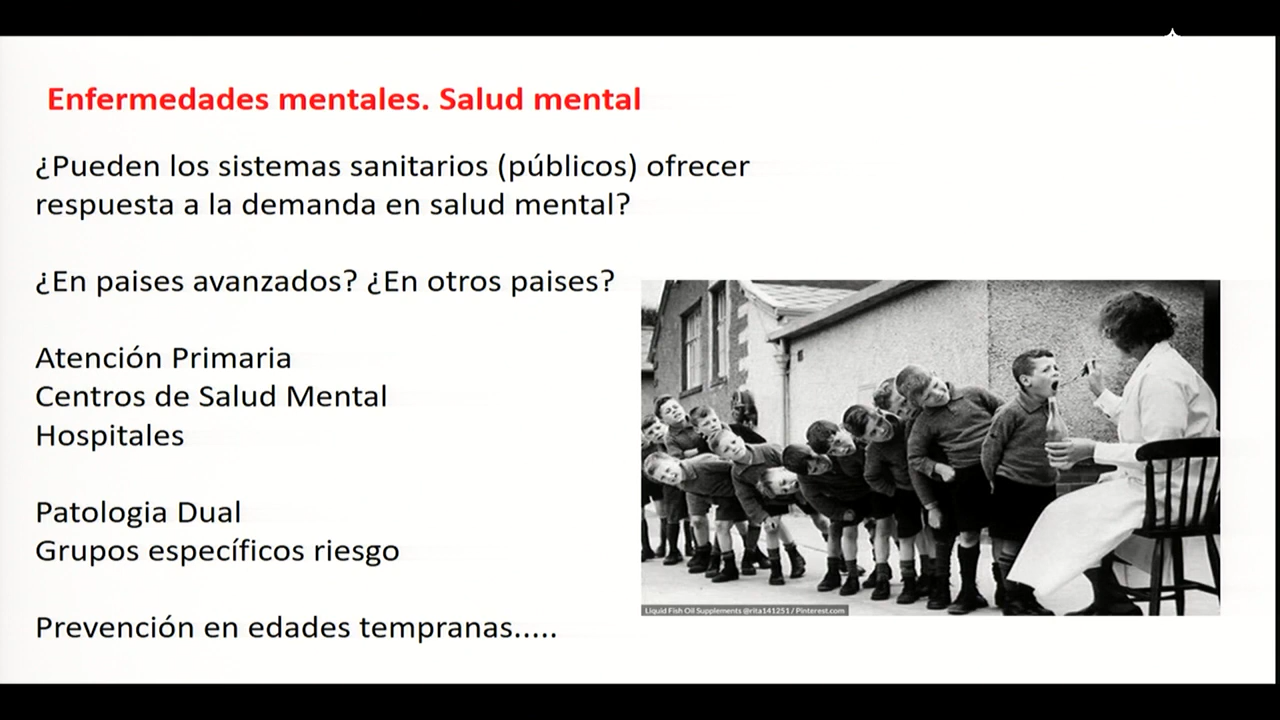 Enfermedades mentales. Salud mental
¿Pueden los sistemas sanitarios (públicos) ofrecer
respuesta a la demanda en salud mental?
¿En paises avanzados? ¿En otros paises?
Atención Primaria
Centros de Salud Mental
Hospitales
Patologia Dual
Grupos específicos riesgo
Prevención en edades tempranas.....
Liquid Fish Oil Supplements @rita141251 / Pinterest.com